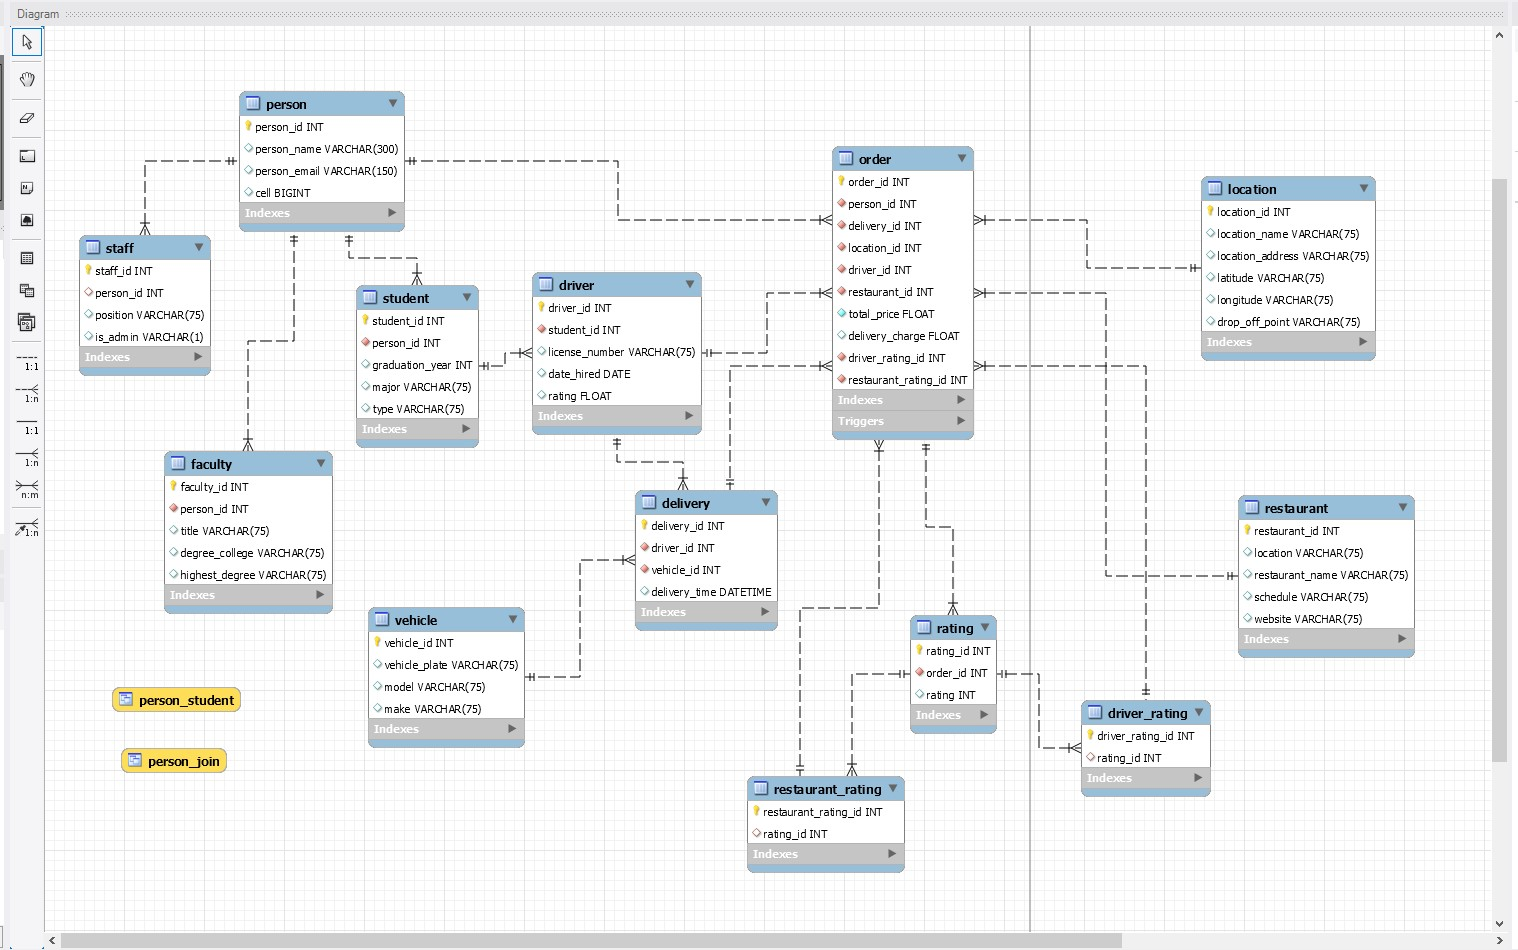 Diagram
1:1
1:n
1:1
1:n
n:m
1:n
person
person_id INT
person_name VARCHAR(300)
person_email VARCHAR(150)
cell BIGINT
Indexes
staff
staff_id INT
person_id INT
position VARCHAR(75)
is_admin VARCHAR(1)
Indexes
student
student_id INT
person_id INT
graduation_year INT
major VARCHAR(75)
type VARCHAR(75)
Indexes
driver
driver_id INT
student_id INT
license_number VARCHAR(75)
date_hired DATE
rating FLOAT
Indexes
order
order_id INT
person_id INT
delivery_id INT
location_id INT
driver_id INT
restaurant_id INT
total_price FLOAT
delivery_charge FLOAT
driver_rating_id INT
restaurant_rating_id INT
Indexes
Triggers
location
location_id INT
location_name VARCHAR(75)
location_address VARCHAR(75)
latitude VARCHAR(75)
longitude VARCHAR(75)
drop_off_point VARCHAR(75)
Indexes
faculty
faculty_id INT
person_id INT
title VARCHAR(75)
degree_college VARCHAR(75)
highest_degree VARCHAR(75)
Indexes
delivery
delivery_id INT
driver_id INT
vehicle_id INT
delivery_time DATETIME
Indexes
restaurant
restaurant_id INT
location VARCHAR(75)
restaurant_name VARCHAR(75)
schedule VARCHAR(75)
website VARCHAR(75)
Indexes
vehicle
vehicle_id INT
vehicle_plate VARCHAR(75)
model VARCHAR(75)
make VARCHAR(75)
Indexes
rating
rating_id INT
order_id INT
rating INT
Indexes
person_student
person_join
driver_rating
driver_rating_id INT
rating_id INT
Indexes
restaurant_rating
restaurant_rating_id INT
rating_id INT
Indexes